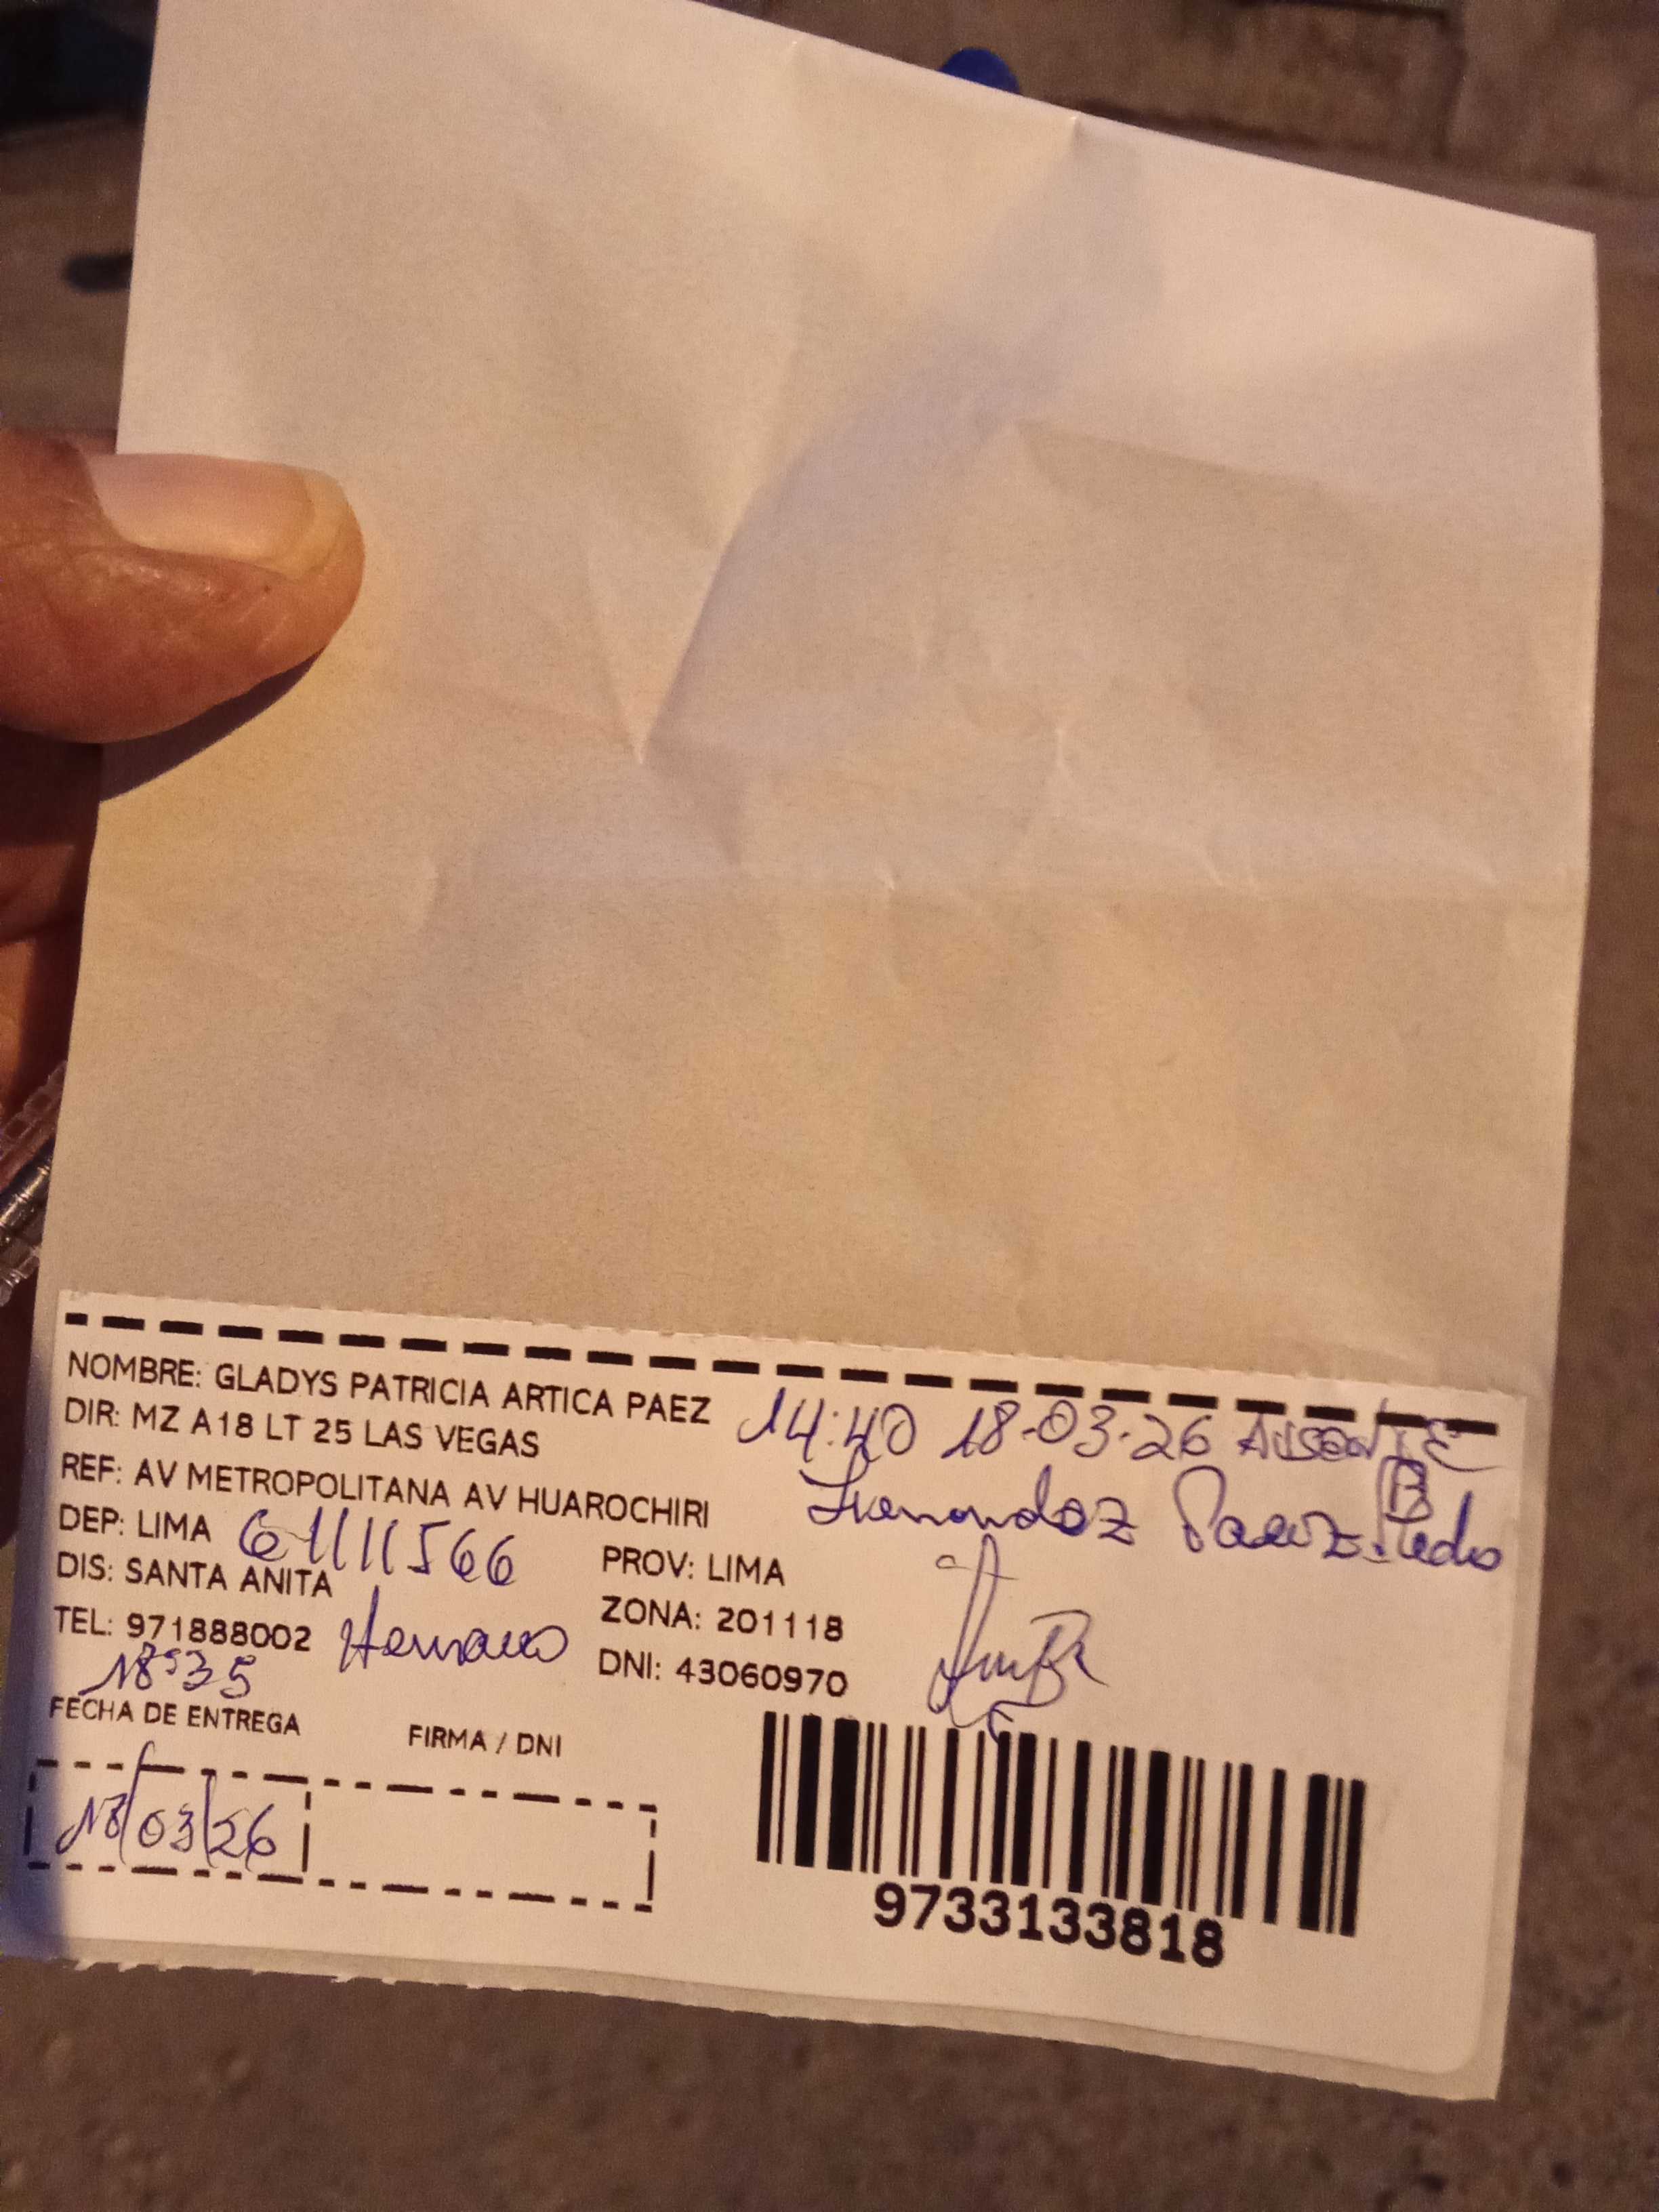 NOMBRE: GLADYS PATRICIA ARTICA PAEZ
14:40 18-03-26 AUSENTE
DIR: MZ A18 LT 25 LAS VEGAS
REF: AV METROPOLITANA AV HUAROCHIRI
B
DEP: LIMA 61111566
PROV: LIMA
DIS: SANTA ANITA
ZONA: 201118
TEL: 971888002 Hermano
DNI: 43060970
18:35
FECHA DE ENTREGA
FIRMA / DNI
18/03/26
9733133818